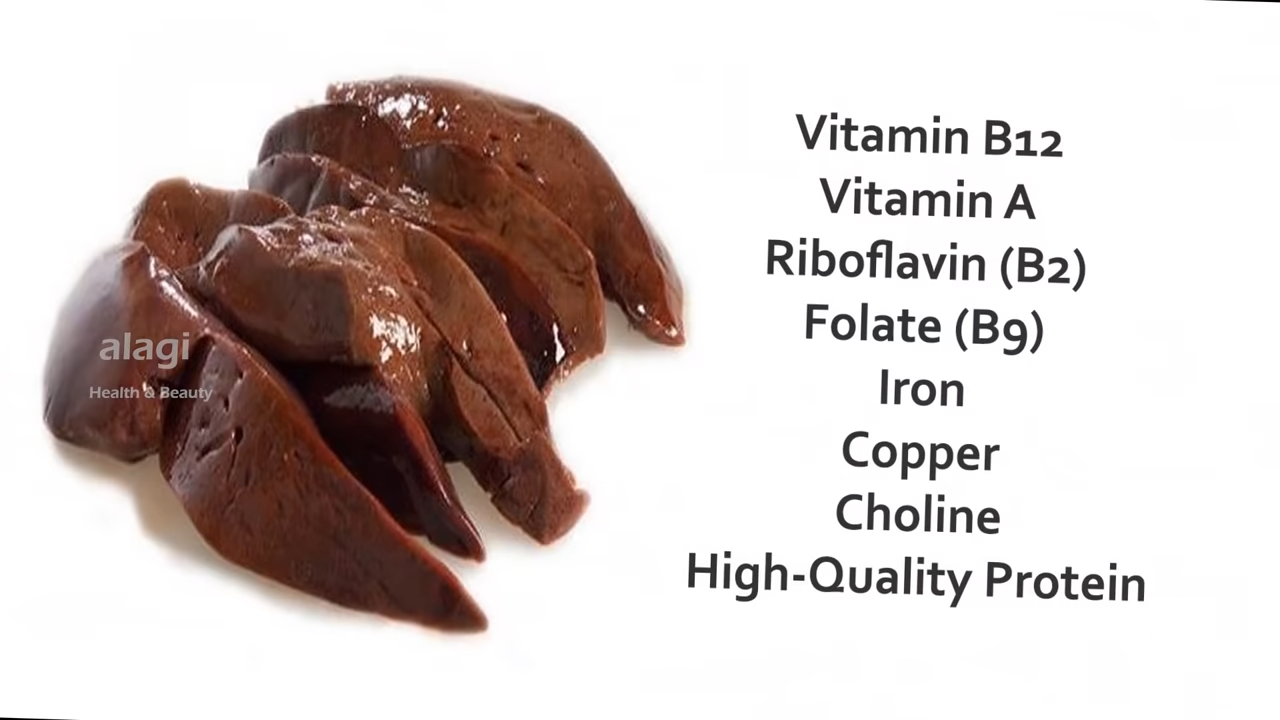 Vitamin B12
Vitamin A
Riboflavin (B2)
Folate (B9)
Iron
Copper
Choline
High-Quality Protein
alagi
Health & Beauty